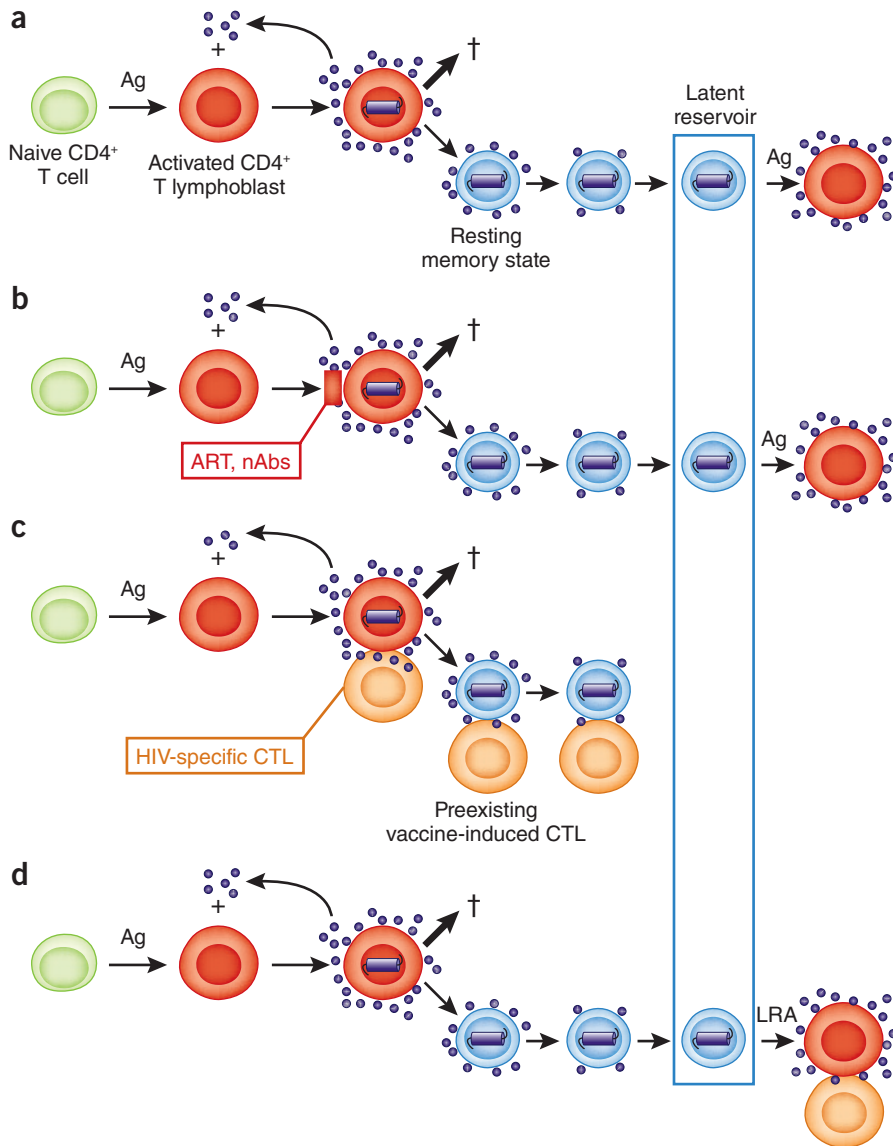 a
+
†
Ag
Naive CD4⁺
T cell
Activated CD4⁺
T lymphoblast
Resting
memory state
Latent
reservoir
Ag
b
+
†
Ag
ART, nAbs
Ag
c
+
†
Ag
HIV-specific CTL
Preexisting
vaccine-induced CTL
d
+
†
Ag
LRA